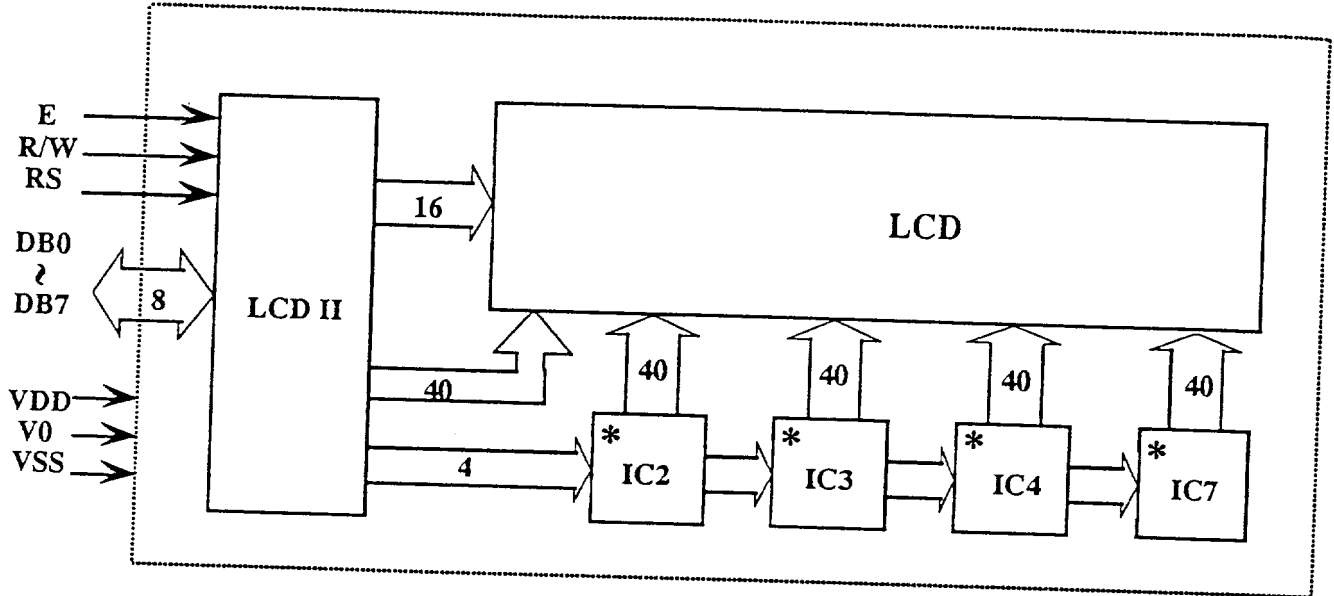 E
R/W
RS
DB0
~
DB7
8
VDD
V0
VSS
LCD II
16
40
4
LCD
40
40
40
40
* IC2
* IC3
* IC4
* IC7